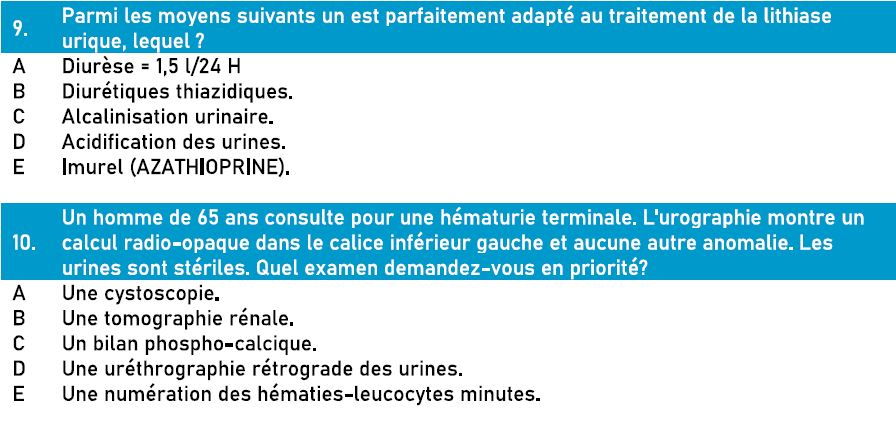 9. Parmi les moyens suivants un est parfaitement adapté au traitement de la lithiase
urique, lequel ?
A Diurèse = 1,5 l/24 H
B Diurétiques thiazidiques.
C Alcalinisation urinaire.
D Acidification des urines.
E Imurel (AZATHIOPRINE).
10. Un homme de 65 ans consulte pour une hématurie terminale. L'urographie montre un
calcul radio-opaque dans le calice inférieur gauche et aucune autre anomalie. Les
urines sont stériles. Quel examen demandez-vous en priorité?
A Une cystoscopie.
B Une tomographie rénale.
C Un bilan phospho-calcique.
D Une uréthrographie rétrograde des urines.
E Une numération des hématies-leucocytes minutes.